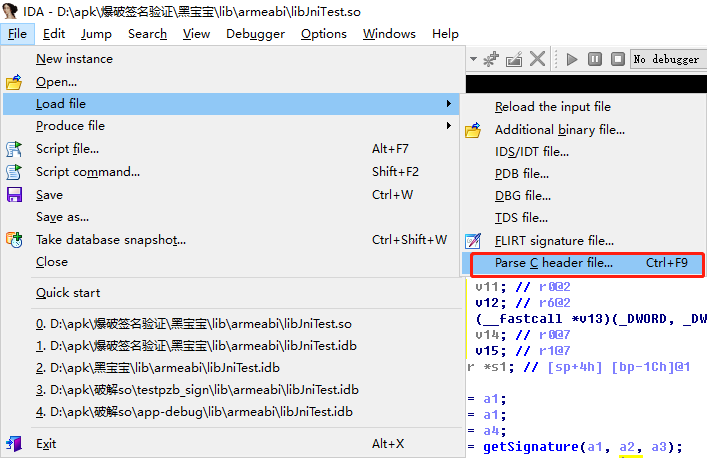 IDA - D:\apk\爆破签名验证\黑宝宝\lib\armeabi\libJniTest.so
File Edit Jump Search View Debugger Options Windows Help
No debugger
New instance
Open...
Load file
Produce file
Script file... Alt+F7
Script command... Shift+F2
Save Ctrl+W
Save as...
Take database snapshot... Ctrl+Shift+W
Close
Quick start
0. D:\apk\爆破签名验证\黑宝宝\lib\armeabi\libJniTest.so
1. D:\apk\爆破签名验证\黑宝宝\lib\armeabi\libJniTest.idb
2. D:\apk\黑宝宝\lib\armeabi\libJniTest.idb
3. D:\apk\破解so\testpzb_sign\lib\armeabi\libJniTest.idb
4. D:\apk\破解so\app-debug\lib\armeabi\libJniTest.idb
Exit Alt+X
Reload the input file
Additional binary file...
IDS/IDT file...
PDB file...
DBG file...
TDS file...
FLIRT signature file...
Parse C header file... Ctrl+F9
v11; // r0@2
v12; // r6@2
(__fastcall *v13)(_DWORD, _DW
v14; // r0@7
v15; // r1@7
r *s1; // [sp+4h] [bp-1Ch]@1
= a1;
= a1;
= a4;
= getSignature(a1, a2, a3);